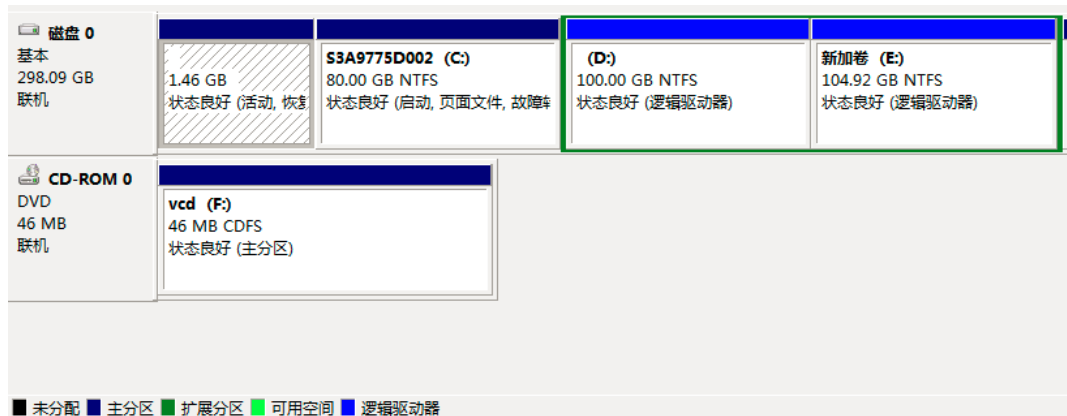 磁盘 0
基本
298.09 GB
联机
1.46 GB
状态良好 (活动, 恢复
S3A9775D002 (C:)
80.00 GB NTFS
状态良好 (启动, 页面文件, 故障转
(D:)
100.00 GB NTFS
状态良好 (逻辑驱动器)
新加卷 (E:)
104.92 GB NTFS
状态良好 (逻辑驱动器)
CD-ROM 0
DVD
46 MB
联机
vcd (F:)
46 MB CDFS
状态良好 (主分区)
未分配 主分区 扩展分区 可用空间 逻辑驱动器